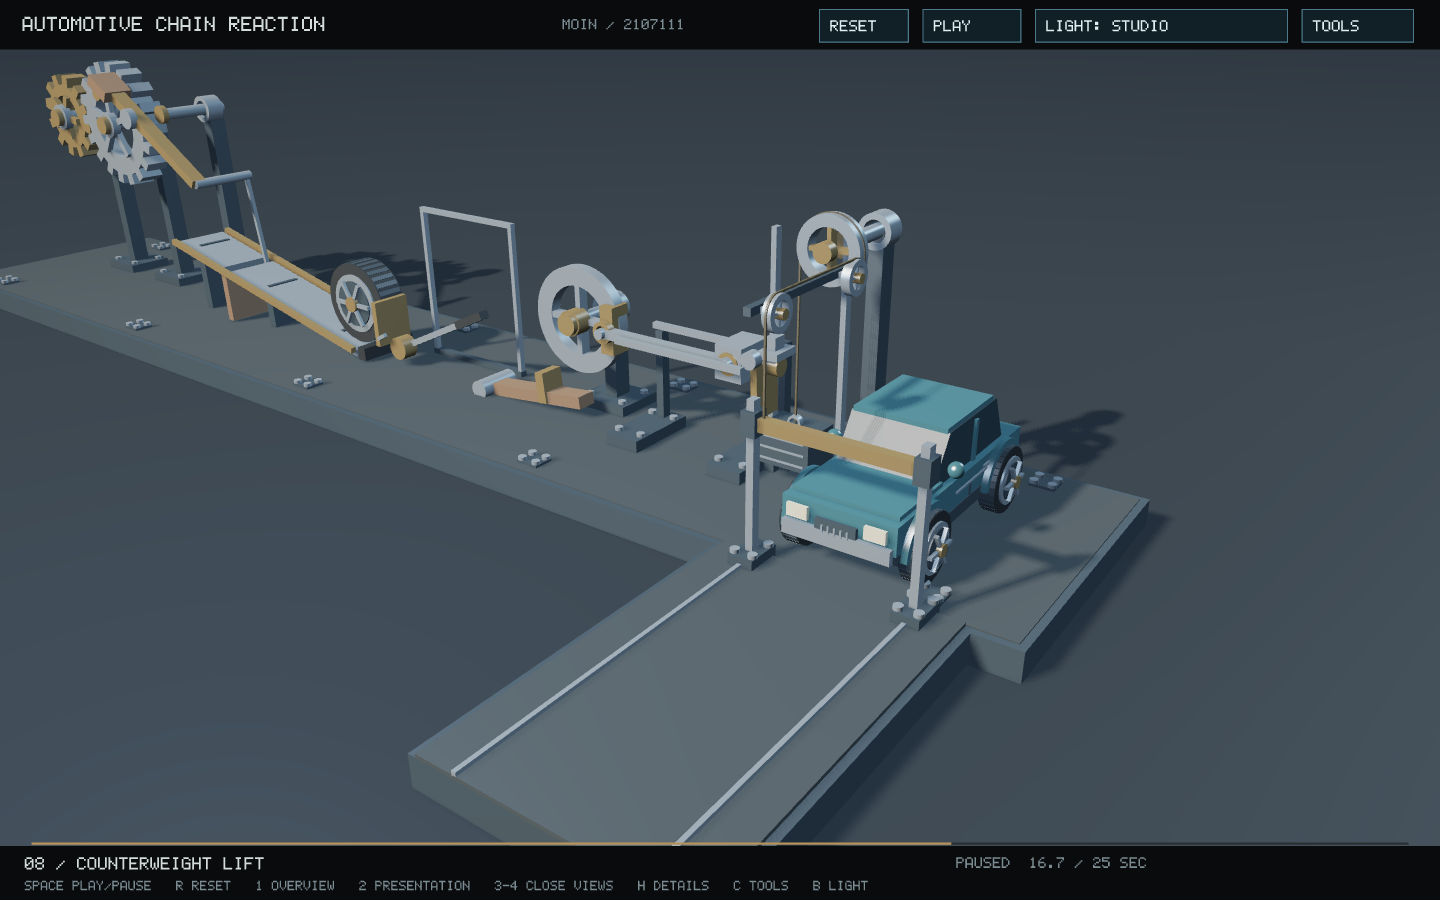 AUTOMOTIVE CHAIN REACTION
MOIN / 2107111
RESET
PLAY
LIGHT: STUDIO
TOOLS
08 / COUNTERWEIGHT LIFT
PAUSED 16.7 / 25 SEC
SPACE PLAY/PAUSE R RESET 1 OVERVIEW 2 PRESENTATION 3-4 CLOSE VIEWS H DETAILS C TOOLS B LIGHT